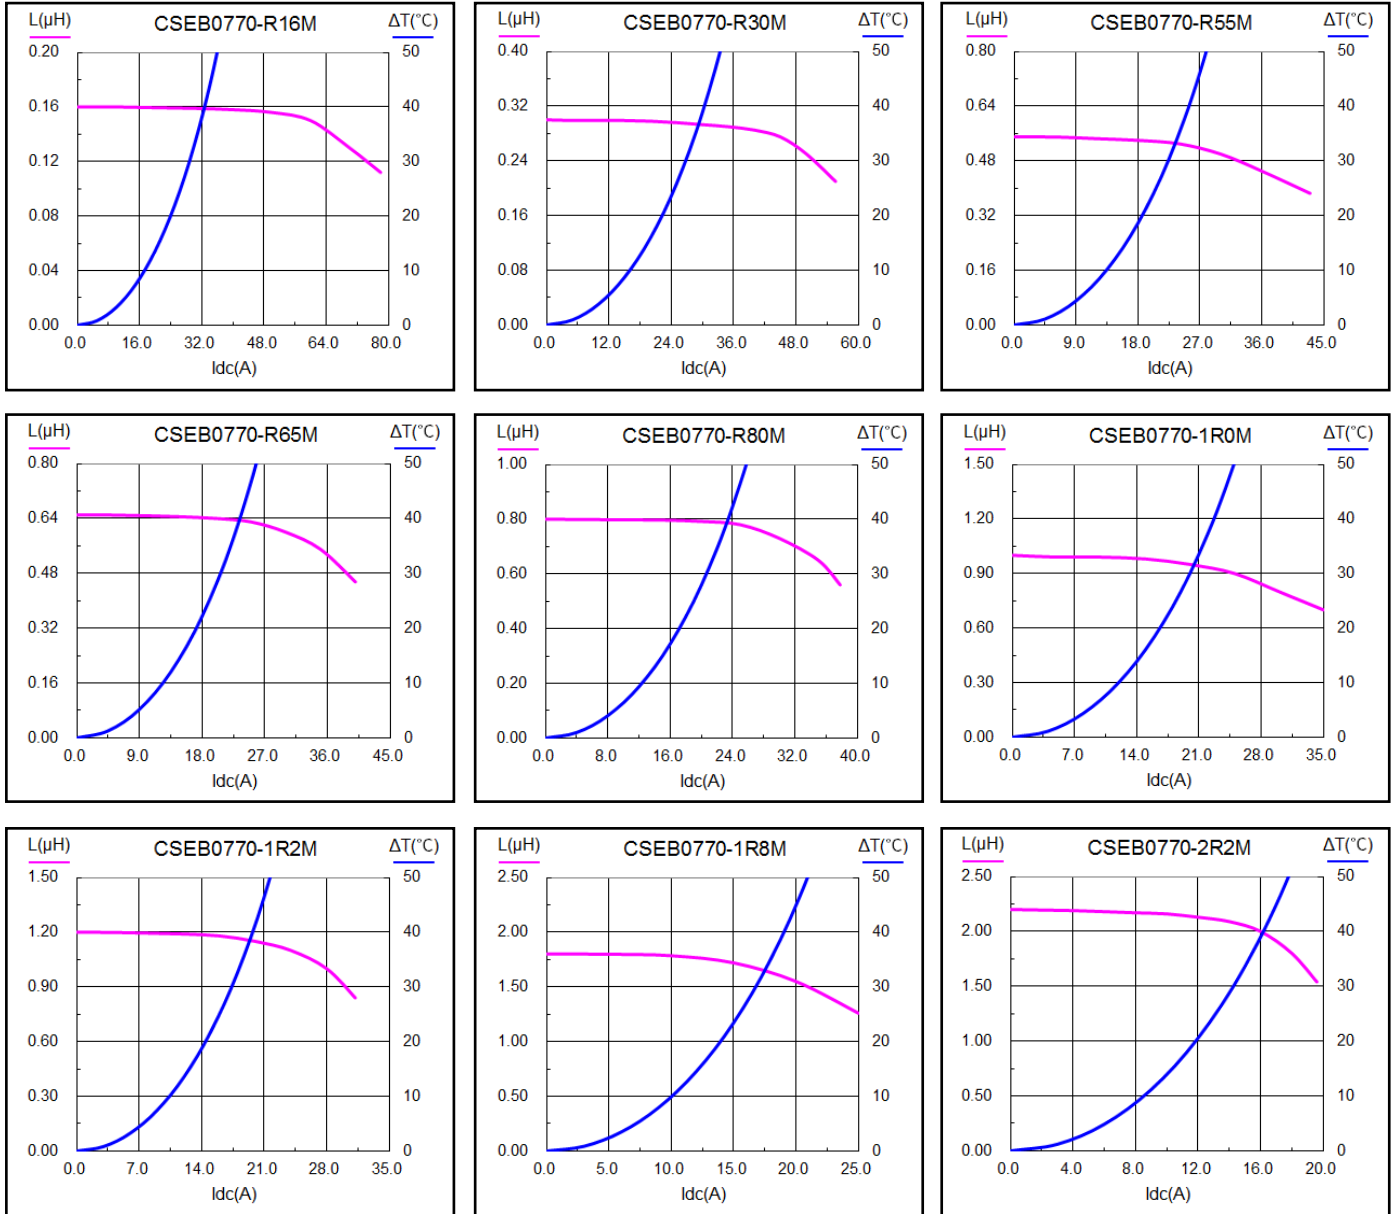 L(μH) CSEB0770-R16M ΔT(°C)
0.20 50
0.16 40
0.12 30
0.08 20
0.04 10
0.00 0
0.0 16.0 32.0 48.0 64.0 80.0
Idc(A)
L(μH) CSEB0770-R30M ΔT(°C)
0.40 50
0.32 40
0.24 30
0.16 20
0.08 10
0.00 0
0.0 12.0 24.0 36.0 48.0 60.0
Idc(A)
L(μH) CSEB0770-R55M ΔT(°C)
0.80 50
0.64 40
0.48 30
0.32 20
0.16 10
0.00 0
0.0 9.0 18.0 27.0 36.0 45.0
Idc(A)
L(μH) CSEB0770-R65M ΔT(°C)
0.80 50
0.64 40
0.48 30
0.32 20
0.16 10
0.00 0
0.0 9.0 18.0 27.0 36.0 45.0
Idc(A)
L(μH) CSEB0770-R80M ΔT(°C)
1.00 50
0.80 40
0.60 30
0.40 20
0.20 10
0.00 0
0.0 8.0 16.0 24.0 32.0 40.0
Idc(A)
L(μH) CSEB0770-1R0M ΔT(°C)
1.50 50
1.20 40
0.90 30
0.60 20
0.30 10
0.00 0
0.0 7.0 14.0 21.0 28.0 35.0
Idc(A)
L(μH) CSEB0770-1R2M ΔT(°C)
1.50 50
1.20 40
0.90 30
0.60 20
0.30 10
0.00 0
0.0 7.0 14.0 21.0 28.0 35.0
Idc(A)
L(μH) CSEB0770-1R8M ΔT(°C)
2.50 50
2.00 40
1.50 30
1.00 20
0.50 10
0.00 0
0.0 5.0 10.0 15.0 20.0 25.0
Idc(A)
L(μH) CSEB0770-2R2M ΔT(°C)
2.50 50
2.00 40
1.50 30
1.00 20
0.50 10
0.00 0
0.0 4.0 8.0 12.0 16.0 20.0
Idc(A)